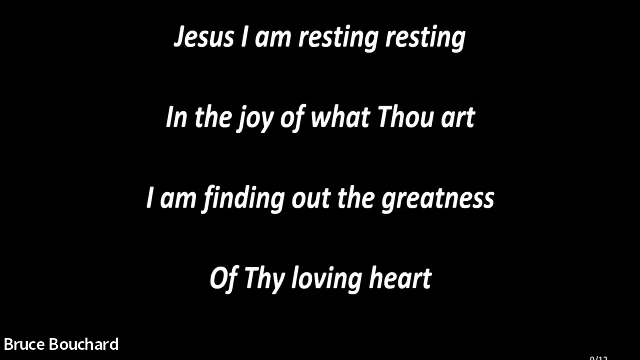 Jesus I am resting resting
In the joy of what Thou art
I am finding out the greatness
Of Thy loving heart
Bruce Bouchard